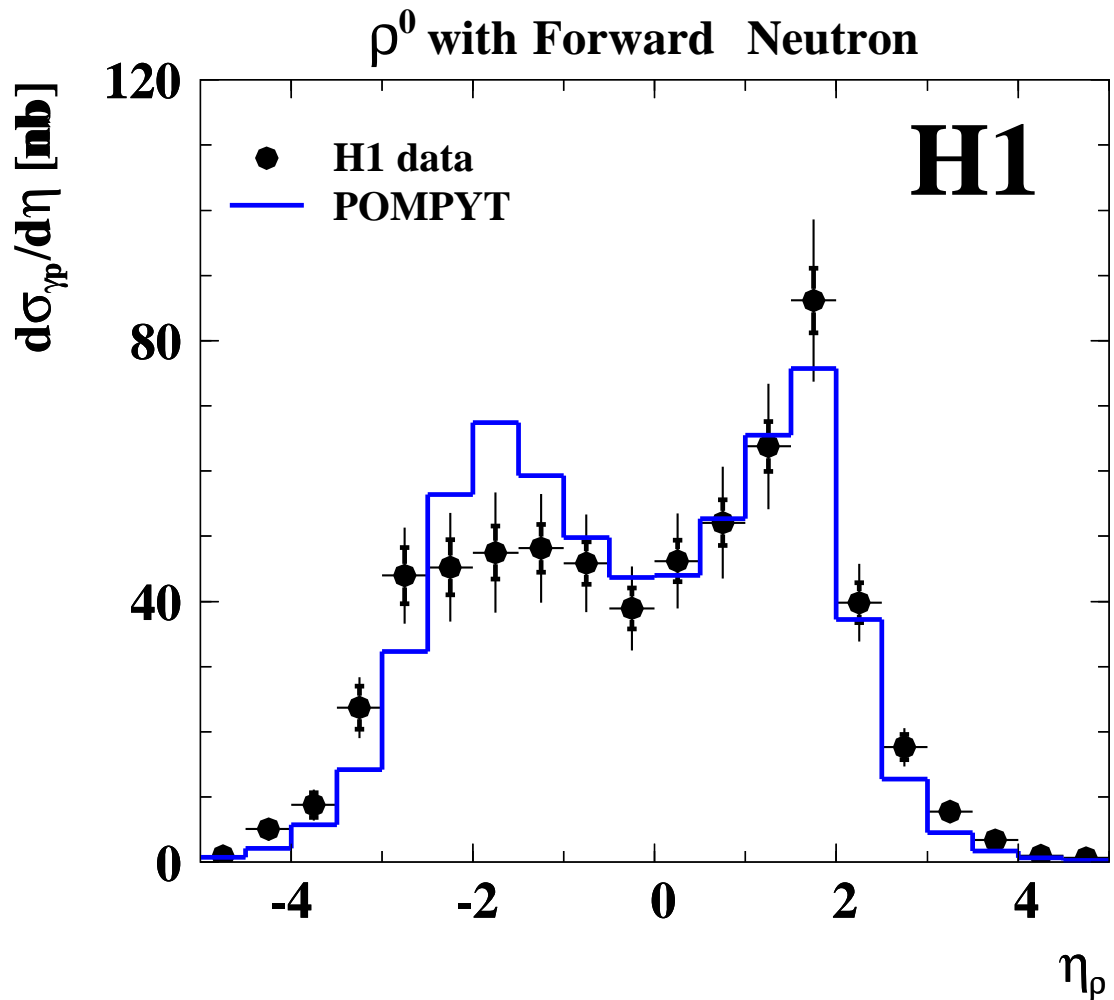 ρ⁰ with Forward Neutron
dσγp/dη [nb]
120
80
40
0
H1 data
POMPYT
H1
-4 -2 0 2 4
ηρ